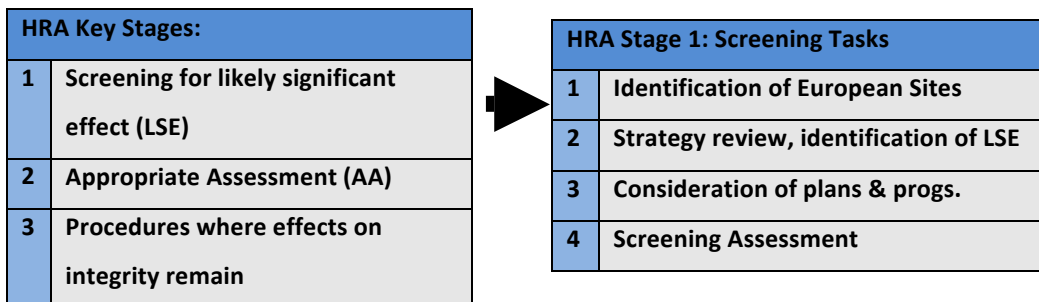 HRA Key Stages:
1 Screening for likely significant
effect (LSE)
2 Appropriate Assessment (AA)
3 Procedures where effects on
integrity remain
HRA Stage 1: Screening Tasks
1 Identification of European Sites
2 Strategy review, identification of LSE
3 Consideration of plans & progs.
4 Screening Assessment